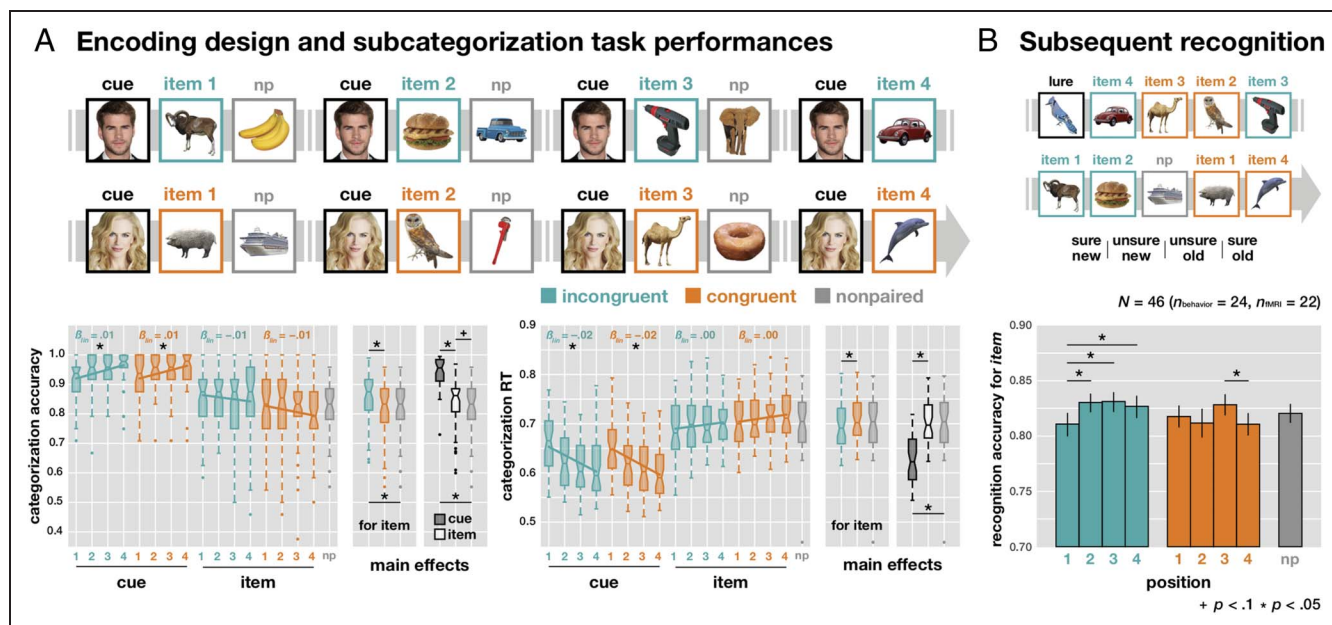 A Encoding design and subcategorization task performances
cue item 1 np cue item 2 np cue item 3 np cue item 4
cue item 1 np cue item 2 np cue item 3 np cue item 4
incongruent congruent nonpaired
ßlin = .01 ßlin = .01 ßlin = -.01 ßlin = -.01
* *
* * +
* *
categorization accuracy
1.0
0.9
0.8
0.7
0.6
0.5
0.4
for item
cue
item
1 2 3 4 1 2 3 4 1 2 3 4 1 2 3 4 np
cue item
main effects
ßlin = -.02 ßlin = -.02 ßlin = .00 ßlin = .00
* *
* *
*
categorization RT
0.9
0.8
0.7
0.6
0.5
for item
1 2 3 4 1 2 3 4 1 2 3 4 1 2 3 4 np
cue item
main effects
B Subsequent recognition
lure item 4 item 3 item 2 item 3
item 1 item 2 np item 1 item 4
sure unsure unsure sure
new new old old
N = 46 (nbehavior = 24, nfMRI = 22)
recognition accuracy for item
0.90
0.85
0.80
0.75
0.70
*
*
* *
1 2 3 4 1 2 3 4 np
position
+ p < .1 * p < .05